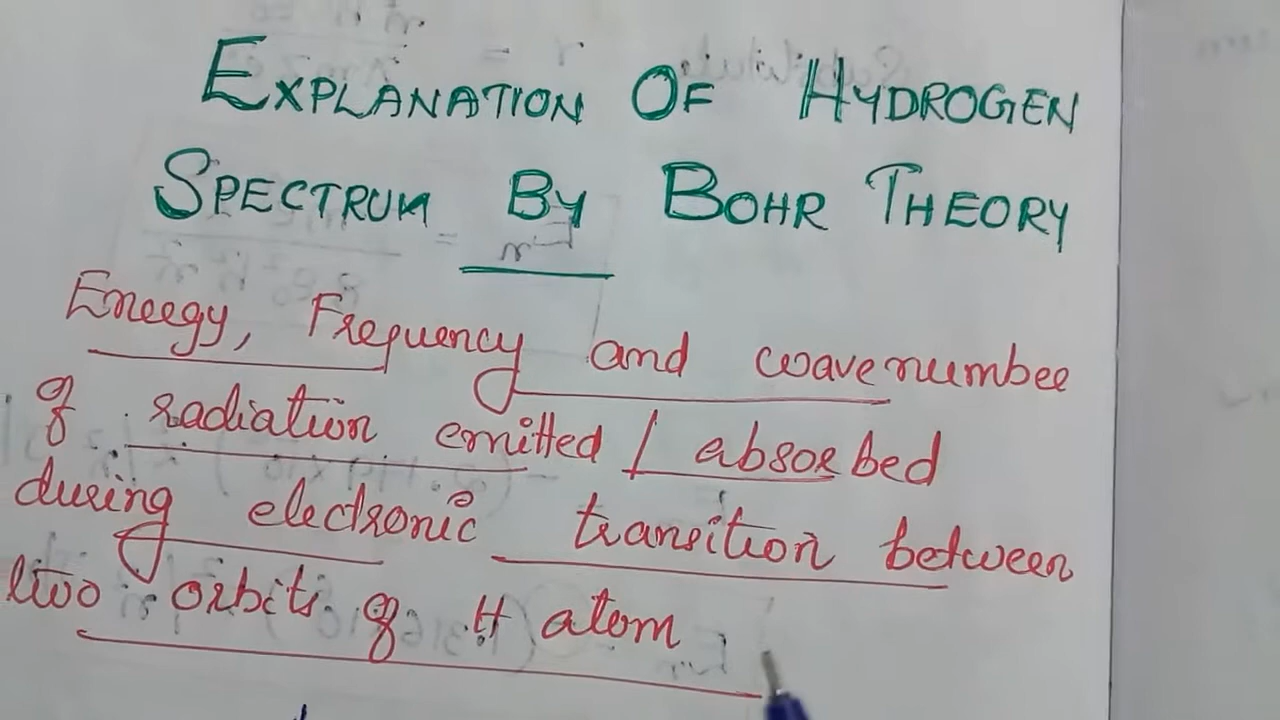 EXPLANATION OF HYDROGEN
SPECTRUM BY BOHR THEORY
Energy, Frequency and wavenumber
of radiation emitted / absorbed
during electronic transition between
two orbits of H atom